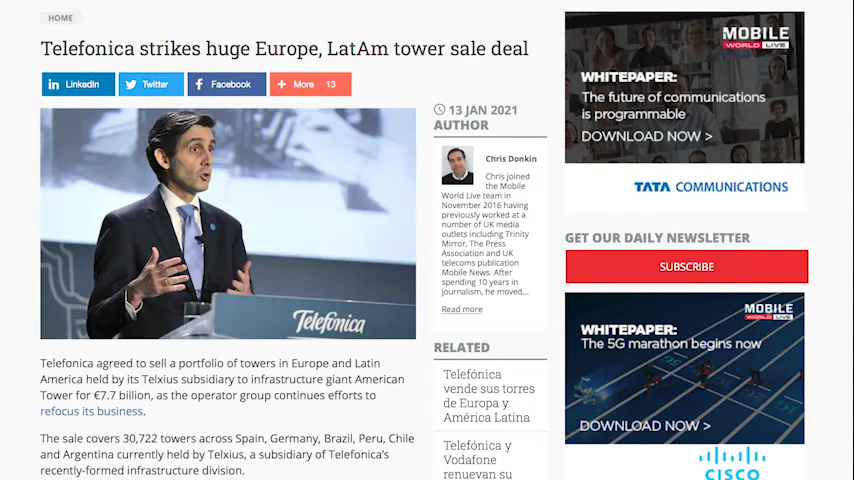 HOME
Telefonica strikes huge Europe, LatAm tower sale deal
in LinkedIn
Twitter
f Facebook
+ More 13
Telefonica
Telefonica agreed to sell a portfolio of towers in Europe and Latin
America held by its Telxius subsidiary to infrastructure giant American
Tower for €7.7 billion, as the operator group continues efforts to
refocus its business.
The sale covers 30,722 towers across Spain, Germany, Brazil, Peru, Chile
and Argentina currently held by Telxius, a subsidiary of Telefonica's
recently-formed infrastructure division.
13 JAN 2021
AUTHOR
Chris Donkin
Chris joined
the Mobile
World Live team in
November 2016 having
previously worked at a
number of UK media
outlets including Trinity
Mirror, The Press
Association and UK
telecoms publication
Mobile News. After
spending 10 years in
journalism, he moved...
Read more
RELATED
Telefónica
vende sus torres
de Europa y
América Latina
Telefónica y
Vodafone
renuevan su
MOBILE
WORLD LIVE
WHITEPAPER:
The future of communications
is programmable
DOWNLOAD NOW >
TATA COMMUNICATIONS
GET OUR DAILY NEWSLETTER
SUBSCRIBE
MOBILE
WORLD LIVE
WHITEPAPER:
The 5G marathon begins now
DOWNLOAD NOW >
CISCO